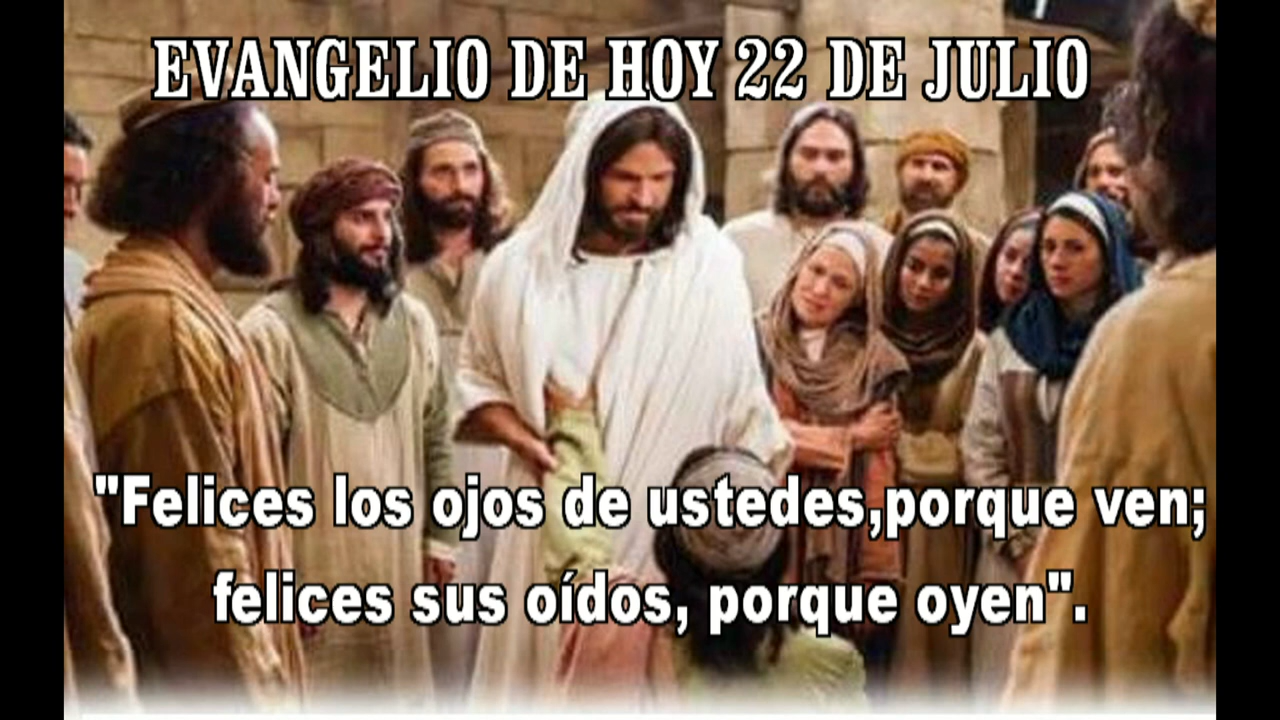 EVANGELIO DE HOY 22 DE JULIO
"Felices los ojos de ustedes,porque ven;
felices sus oídos, porque oyen".